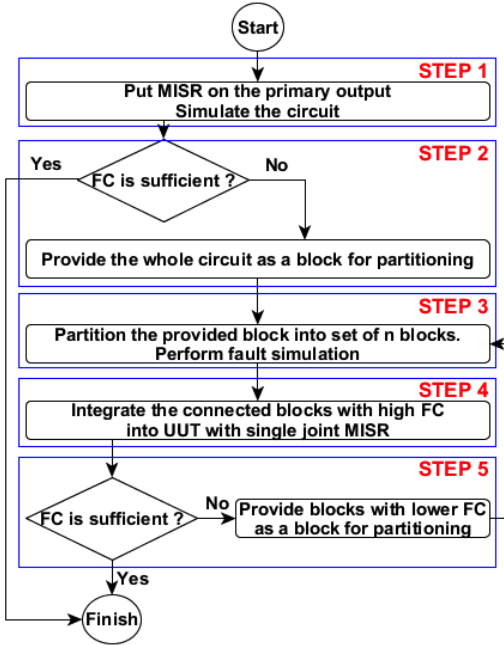 Start
STEP 1
Put MISR on the primary output
Simulate the circuit
STEP 2
Yes
No
FC is sufficient ?
Provide the whole circuit as a block for partitioning
STEP 3
Partition the provided block into set of n blocks.
Perform fault simulation
STEP 4
Integrate the connected blocks with high FC
into UUT with single joint MISR
STEP 5
FC is sufficient ?
No
Provide blocks with lower FC
as a block for partitioning
Yes
Finish